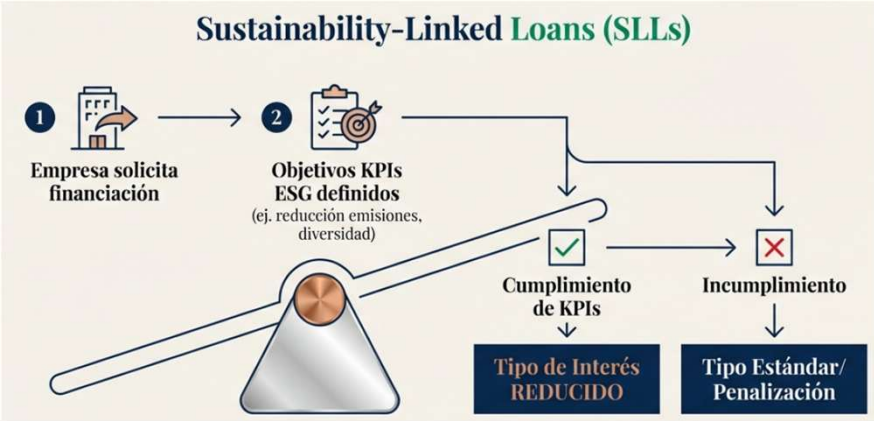 Sustainability-Linked Loans (SLLs)
1
Empresa solicita
financiación
2
Objetivos KPIs
ESG definidos
(ej. reducción emisiones,
diversidad)
Cumplimiento
de KPIs
Incumplimiento
Tipo de Interés
REDUCIDO
Tipo Estándar/
Penalización